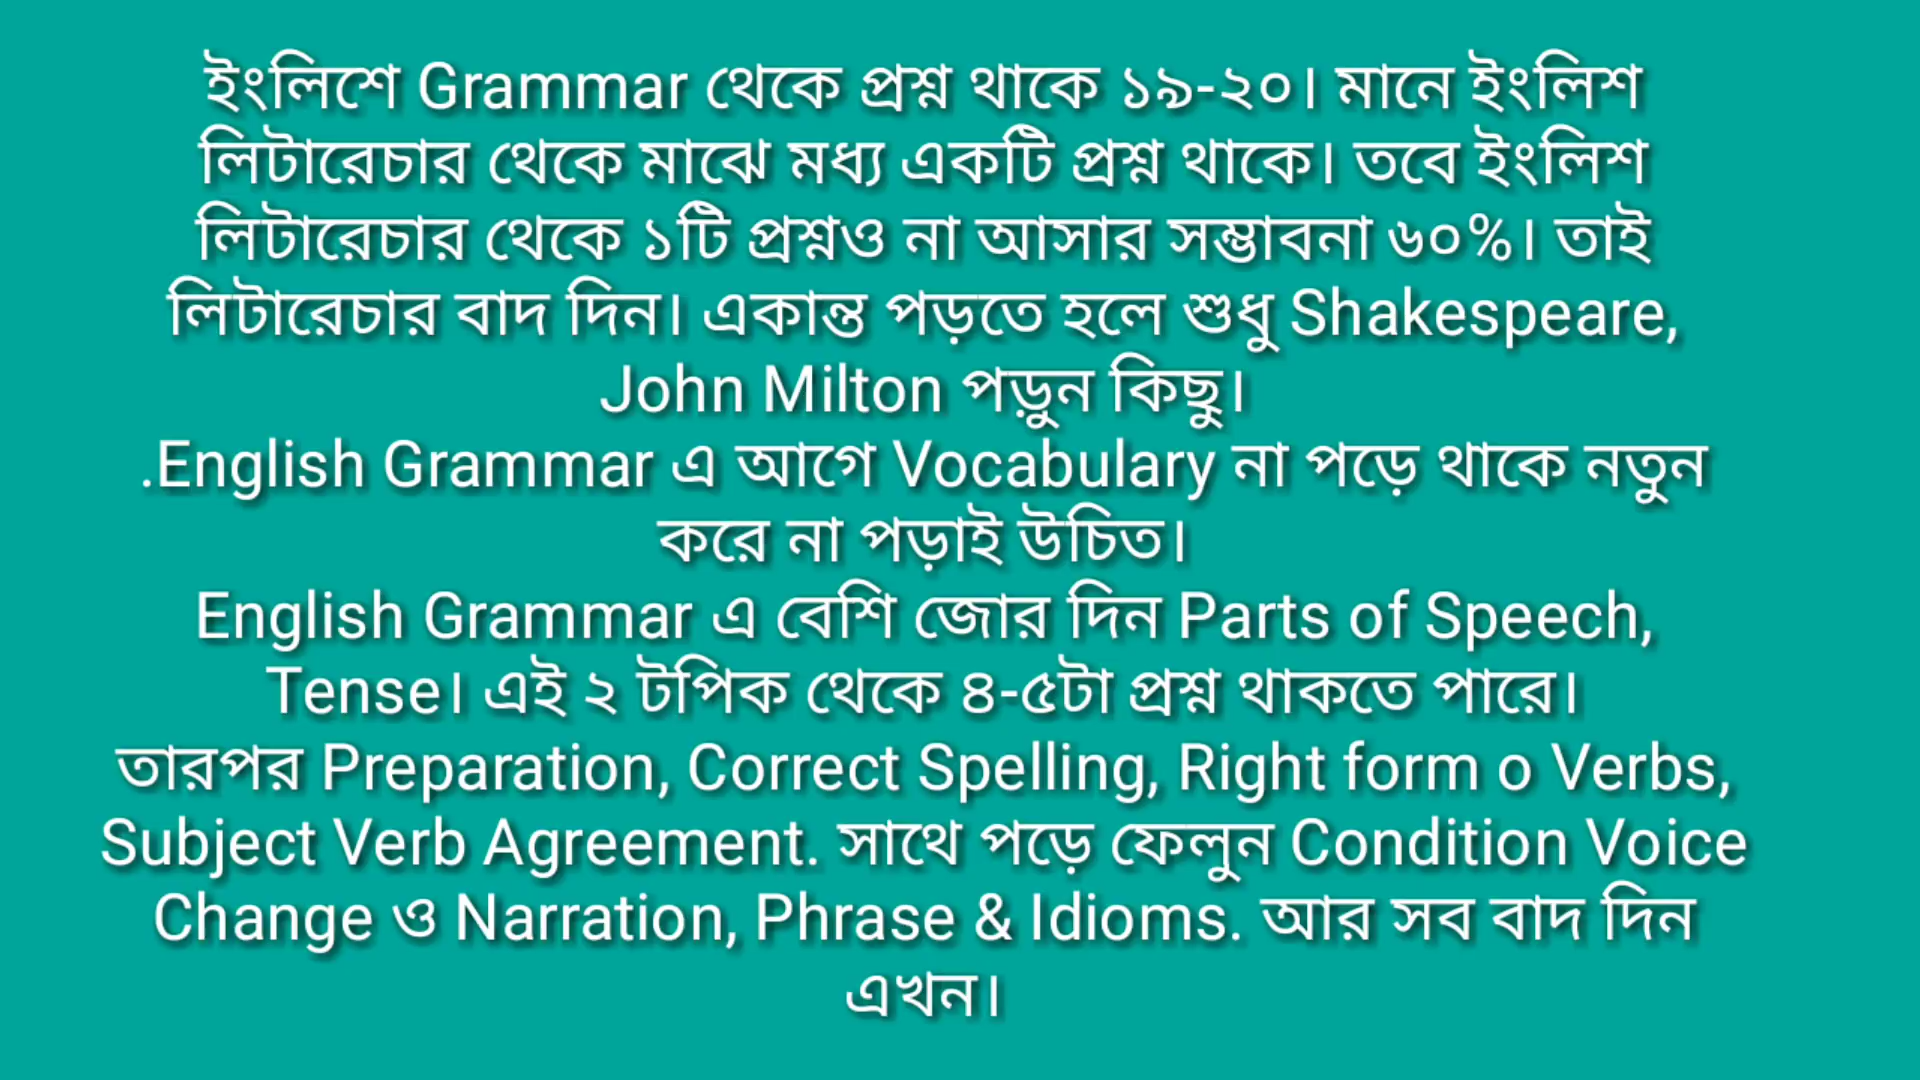 ইংলিশে Grammar থেকে প্রশ্ন থাকে ১৯-২০। মানে ইংলিশ
লিটারেচার থেকে মাঝে মধ্য একটি প্রশ্ন থাকে। তবে ইংলিশ
লিটারেচার থেকে ১টি প্রশ্নও না আসার সম্ভাবনা ৬০%। তাই
লিটারেচার বাদ দিন। একান্ত পড়তে হলে শুধু Shakespeare,
John Milton পড়ুন কিছু।
.English Grammar এ আগে Vocabulary না পড়ে থাকে নতুন
করে না পড়াই উচিত।
English Grammar এ বেশি জোর দিন Parts of Speech,
Tense। এই ২ টপিক থেকে ৪-৫টা প্রশ্ন থাকতে পারে।
তারপর Preparation, Correct Spelling, Right form o Verbs,
Subject Verb Agreement. সাথে পড়ে ফেলুন Condition Voice
Change ও Narration, Phrase & Idioms. আর সব বাদ দিন
এখন।